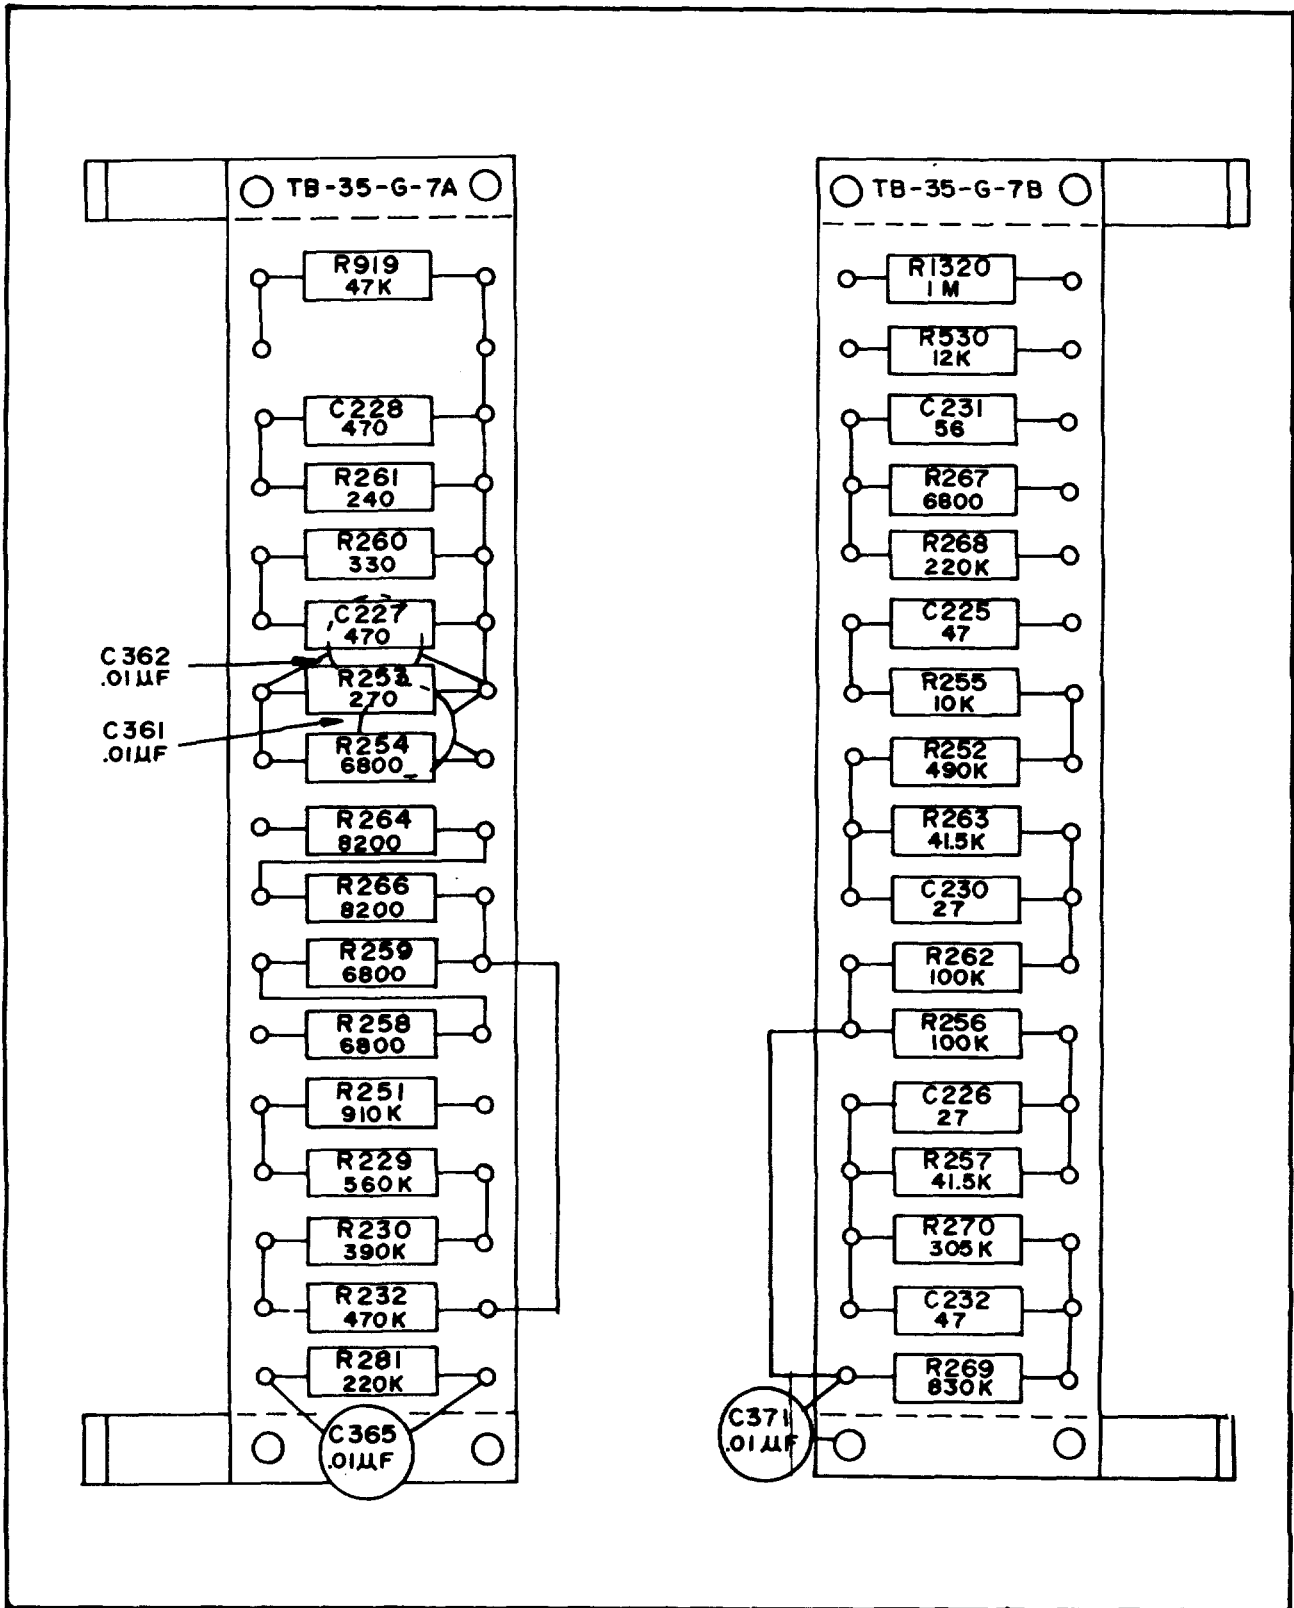 TB-35-G-7A
R919
47K
C228
470
R261
240
R260
330
C227
470
C362
.01µF
R253
270
C361
.01µF
R254
6800
R264
8200
R266
8200
R259
6800
R258
6800
R251
910K
R229
560K
R230
390K
R232
470K
R281
220K
C365
.01µF
TB-35-G-7B
R1320
1M
R530
12K
C231
56
R267
6800
R268
220K
C225
47
R255
10K
R252
490K
R263
41.5K
C230
27
R262
100K
R256
100K
C226
27
R257
41.5K
R270
305K
C232
47
R269
830K
C371
.01µF